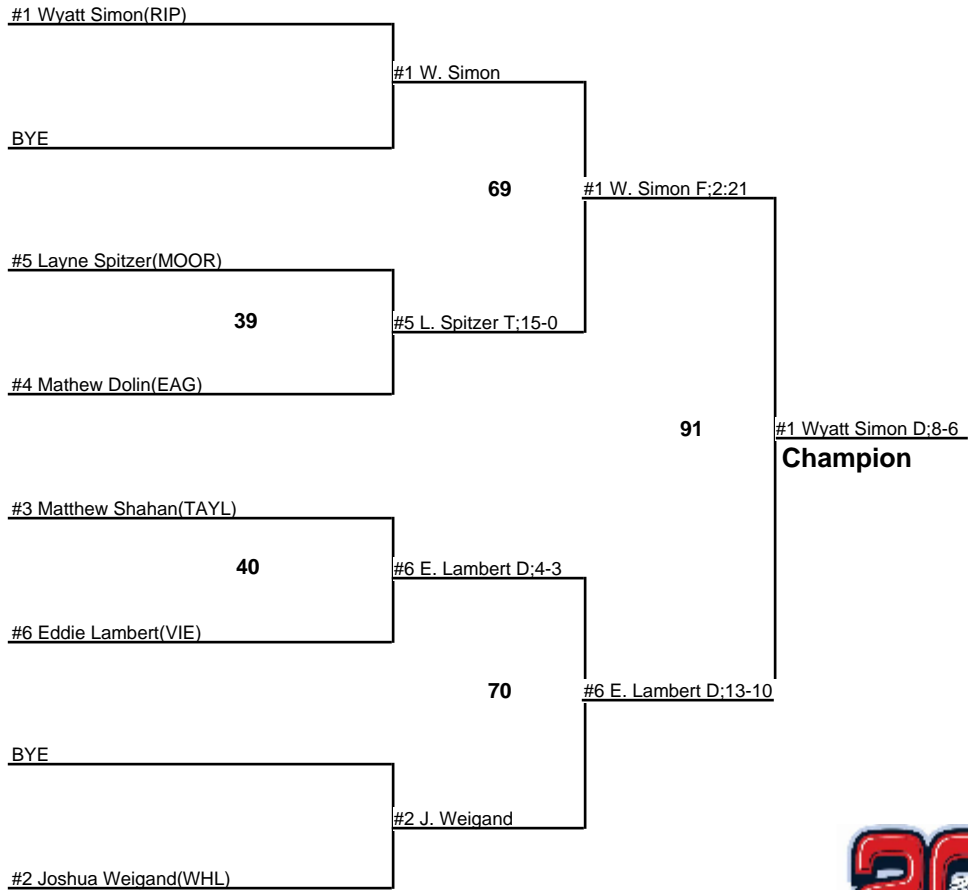 #1 Wyatt Simon(RIP)
#1 W. Simon
BYE
69
#1 W. Simon F;2:21
#5 Layne Spitzer(MOOR)
39
#5 L. Spitzer T;15-0
#4 Mathew Dolin(EAG)
91
#1 Wyatt Simon D;8-6
Champion
#3 Matthew Shahan(TAYL)
40
#6 E. Lambert D;4-3
#6 Eddie Lambert(VIE)
70
#6 E. Lambert D;13-10
BYE
#2 J. Weigand
#2 Joshua Weigand(WHL)